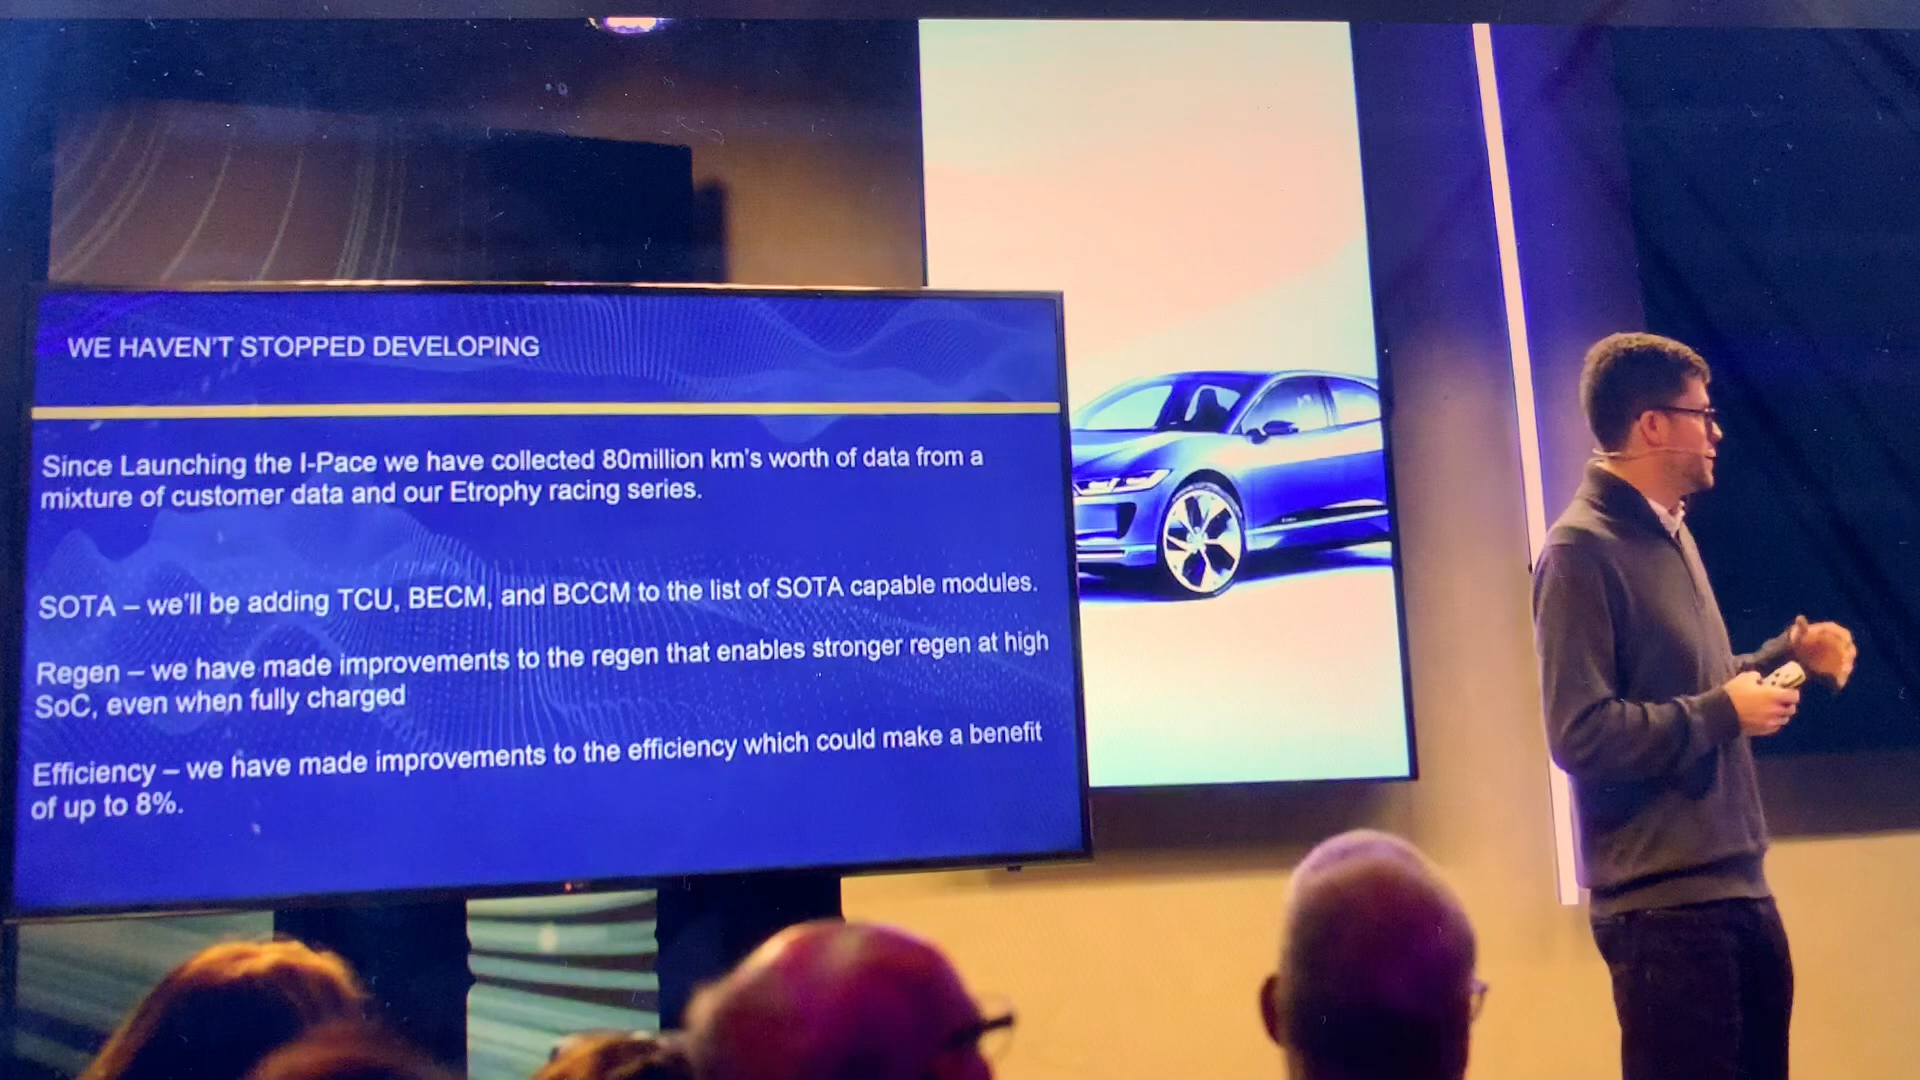 WE HAVEN'T STOPPED DEVELOPING
Since Launching the I-Pace we have collected 80million km's worth of data from a
mixture of customer data and our Etrophy racing series.
SOTA – we'll be adding TCU, BECM, and BCCM to the list of SOTA capable modules.
Regen – we have made improvements to the regen that enables stronger regen at high
SoC, even when fully charged
Efficiency – we have made improvements to the efficiency which could make a benefit
of up to 8%.